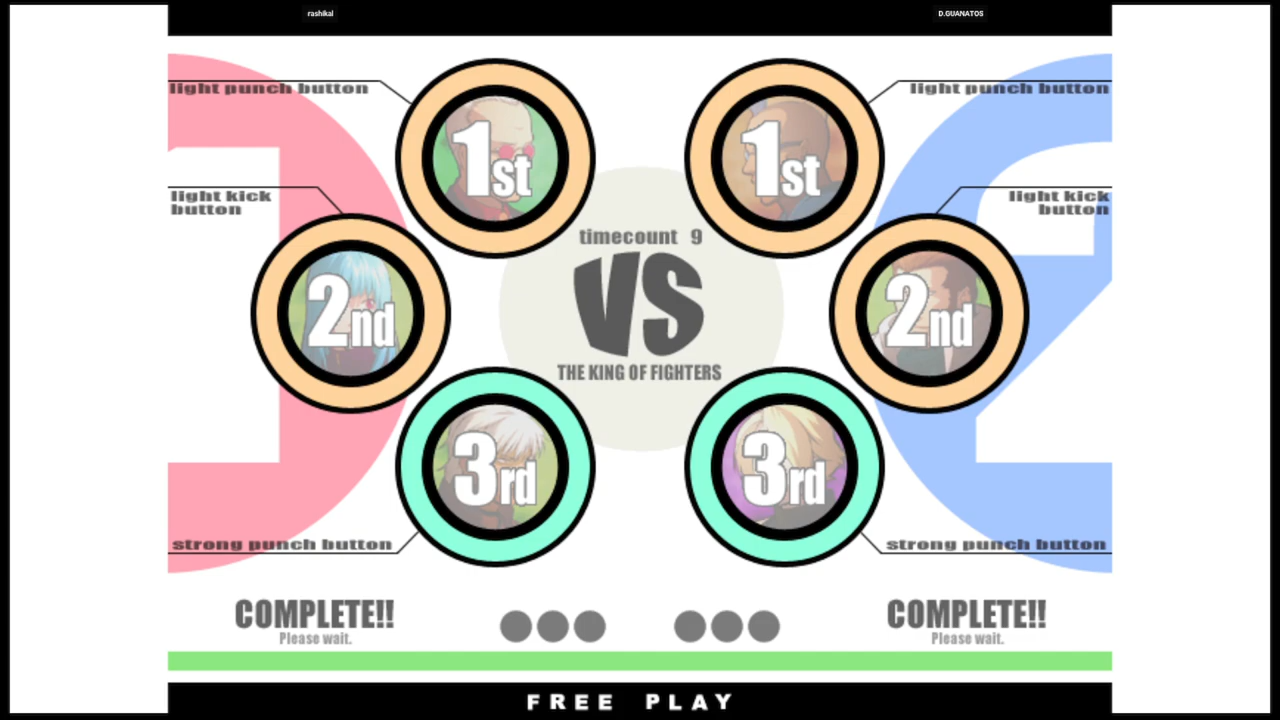 rashikal
D.GUANATOS
light punch button
light punch button
1st
1st
light kick
button
light kick
button
timecount 9
VS
THE KING OF FIGHTERS
2nd
2nd
3rd
3rd
strong punch button
strong punch button
COMPLETE!!
Please wait.
COMPLETE!!
Please wait.
FREE PLAY